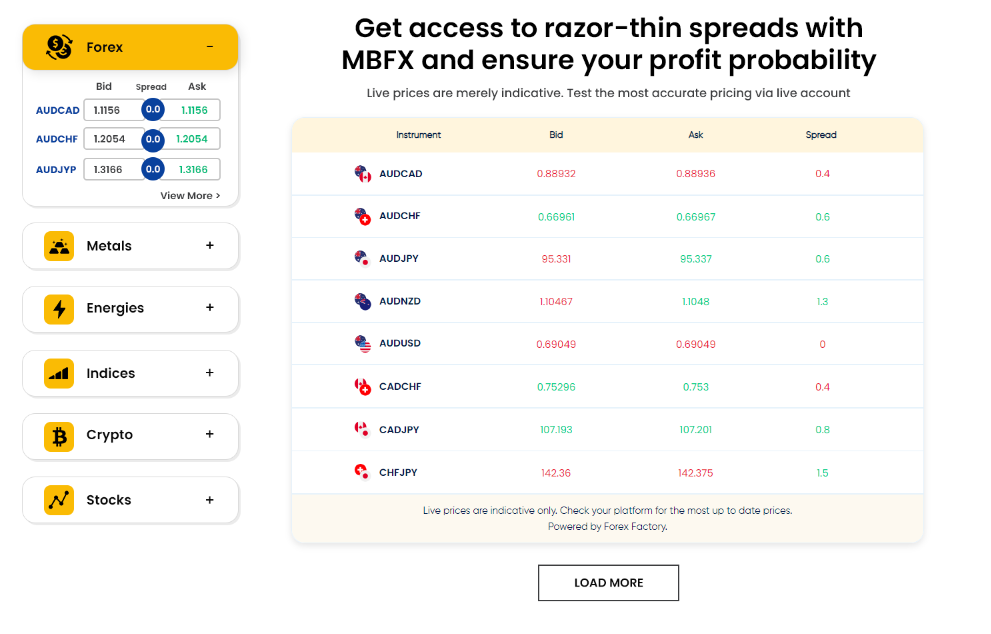 Forex −
Bid Spread Ask
AUDCAD 1.1156 0.0 1.1156
AUDCHF 1.2054 0.0 1.2054
AUDJYP 1.3166 0.0 1.3166
View More >
Metals +
Energies +
Indices +
Crypto +
Stocks +
Get access to razor-thin spreads with
MBFX and ensure your profit probability
Live prices are merely indicative. Test the most accurate pricing via live account
Instrument Bid Ask Spread
AUDCAD 0.88932 0.88936 0.4
AUDCHF 0.66961 0.66967 0.6
AUDJPY 95.331 95.337 0.6
AUDNZD 1.10467 1.1048 1.3
AUDUSD 0.69049 0.69049 0
CADCHF 0.75296 0.753 0.4
CADJPY 107.193 107.201 0.8
CHFJPY 142.36 142.375 1.5
Live prices are indicative only. Check your platform for the most up to date prices.
Powered by Forex Factory.
LOAD MORE